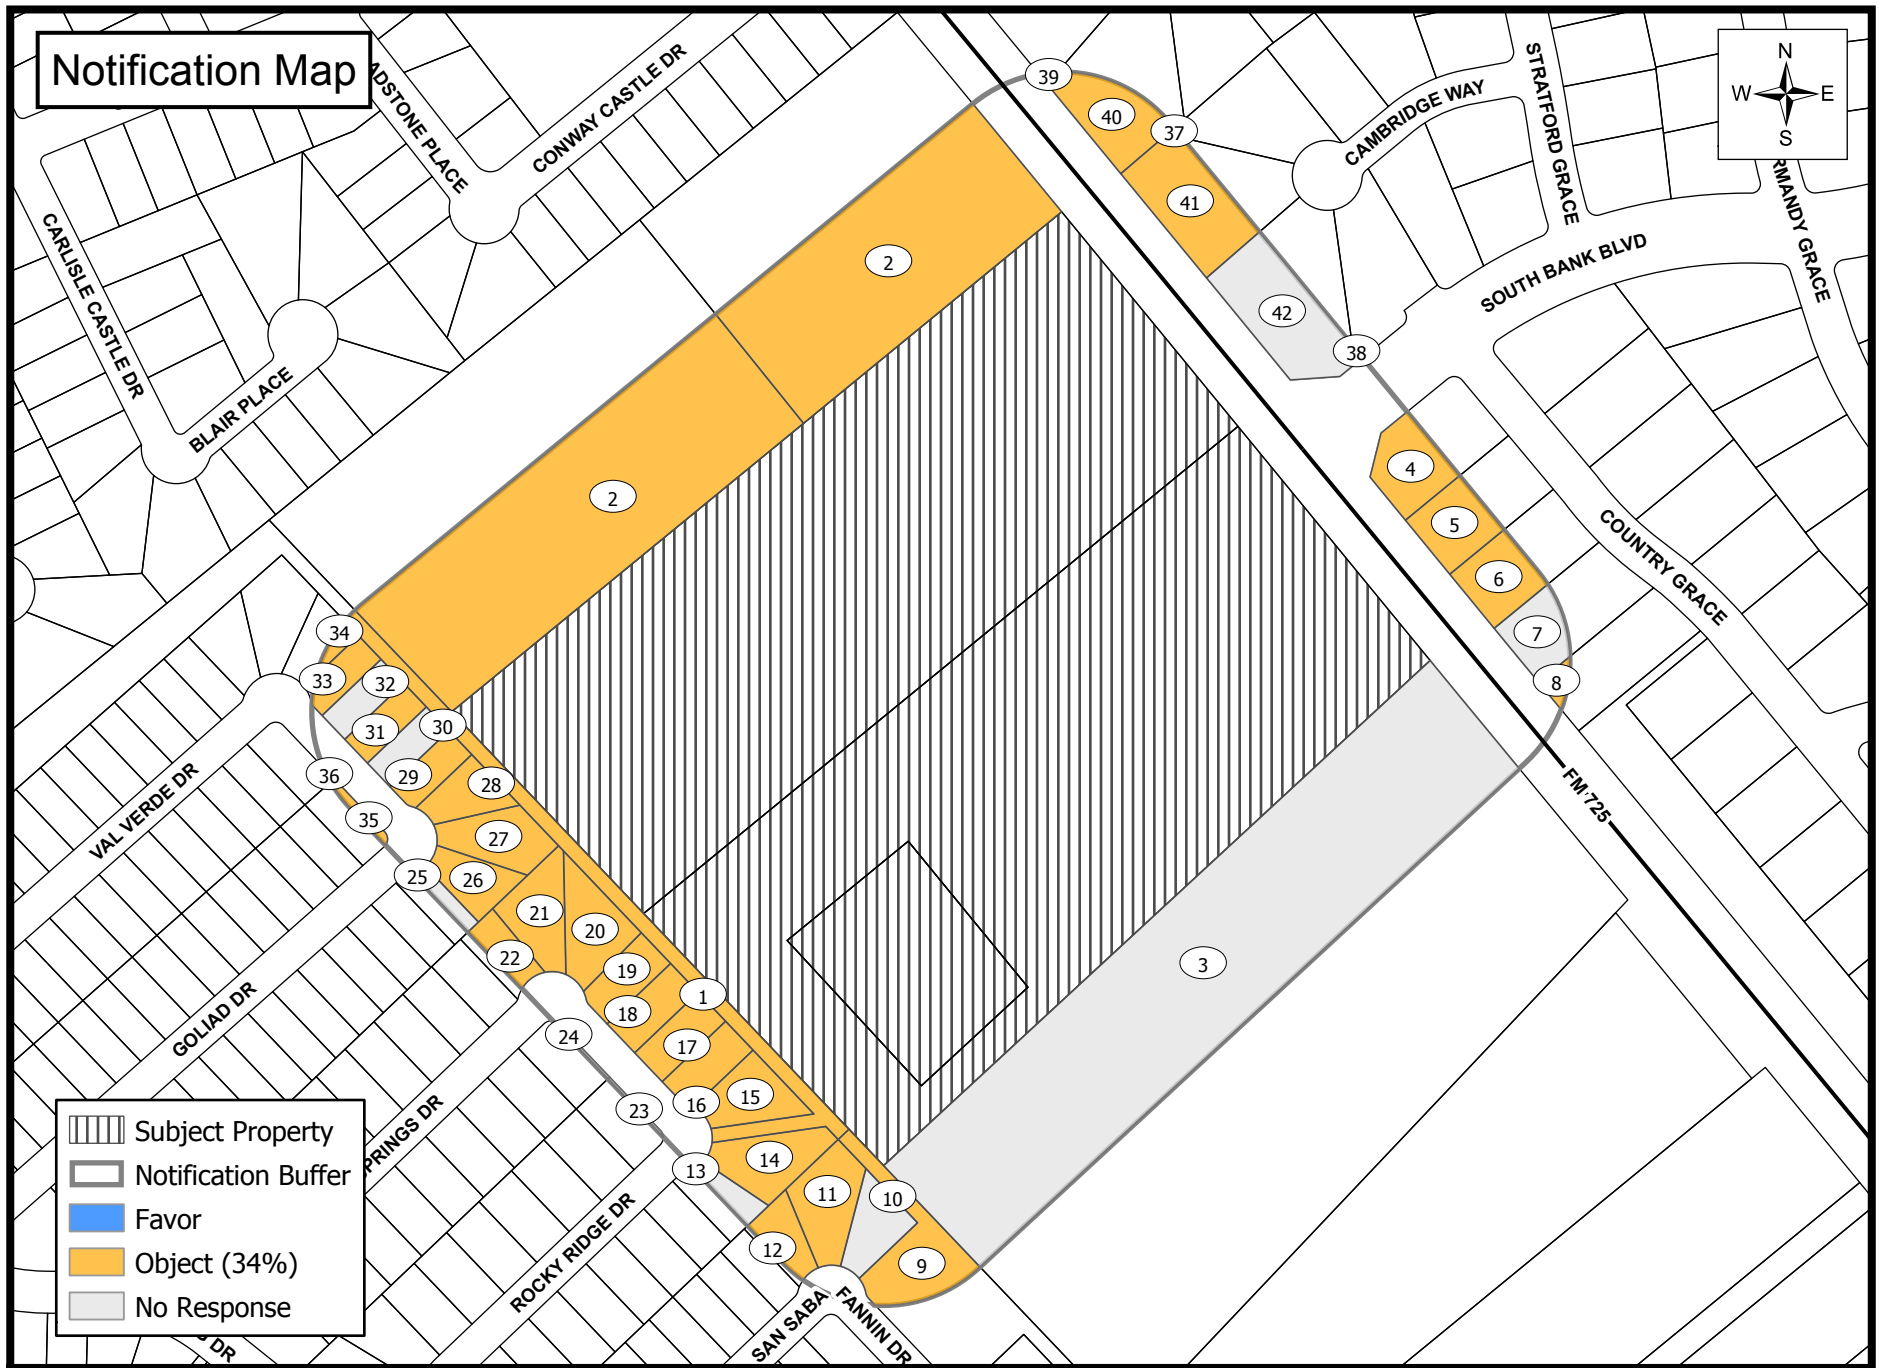 Notification Map
N
W E
S
ADSTONE PLACE
CONWAY CASTLE DR
CAMBRIDGE WAY
STRATFORD GRACE
RMANDY GRACE
SOUTH BANK BLVD
COUNTRY GRACE
CARLISLE CASTLE DR
BLAIR PLACE
VAL VERDE DR
GOLIAD DR
PRINGS DR
ROCKY RIDGE DR
SAN SABA
FANNIN DR
FM 725
DR
39
40
37
41
2
42
38
2
4
5
6
7
8
34
33
32
31
30
29
28
36
35
27
25
26
21
20
22
19
18
1
3
24
17
16
15
23
14
13
11
10
12
9
Subject Property
Notification Buffer
Favor
Object (34%)
No Response